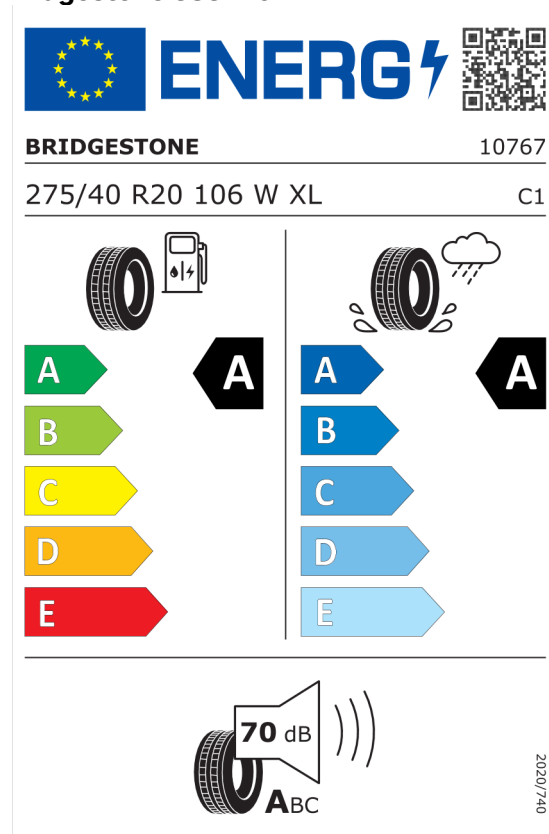 ENERG
BRIDGESTONE 10767
275/40 R20 106 W XL C1
A A A A
B B
C C
D D
E E
70 dB
ABC
2020/740